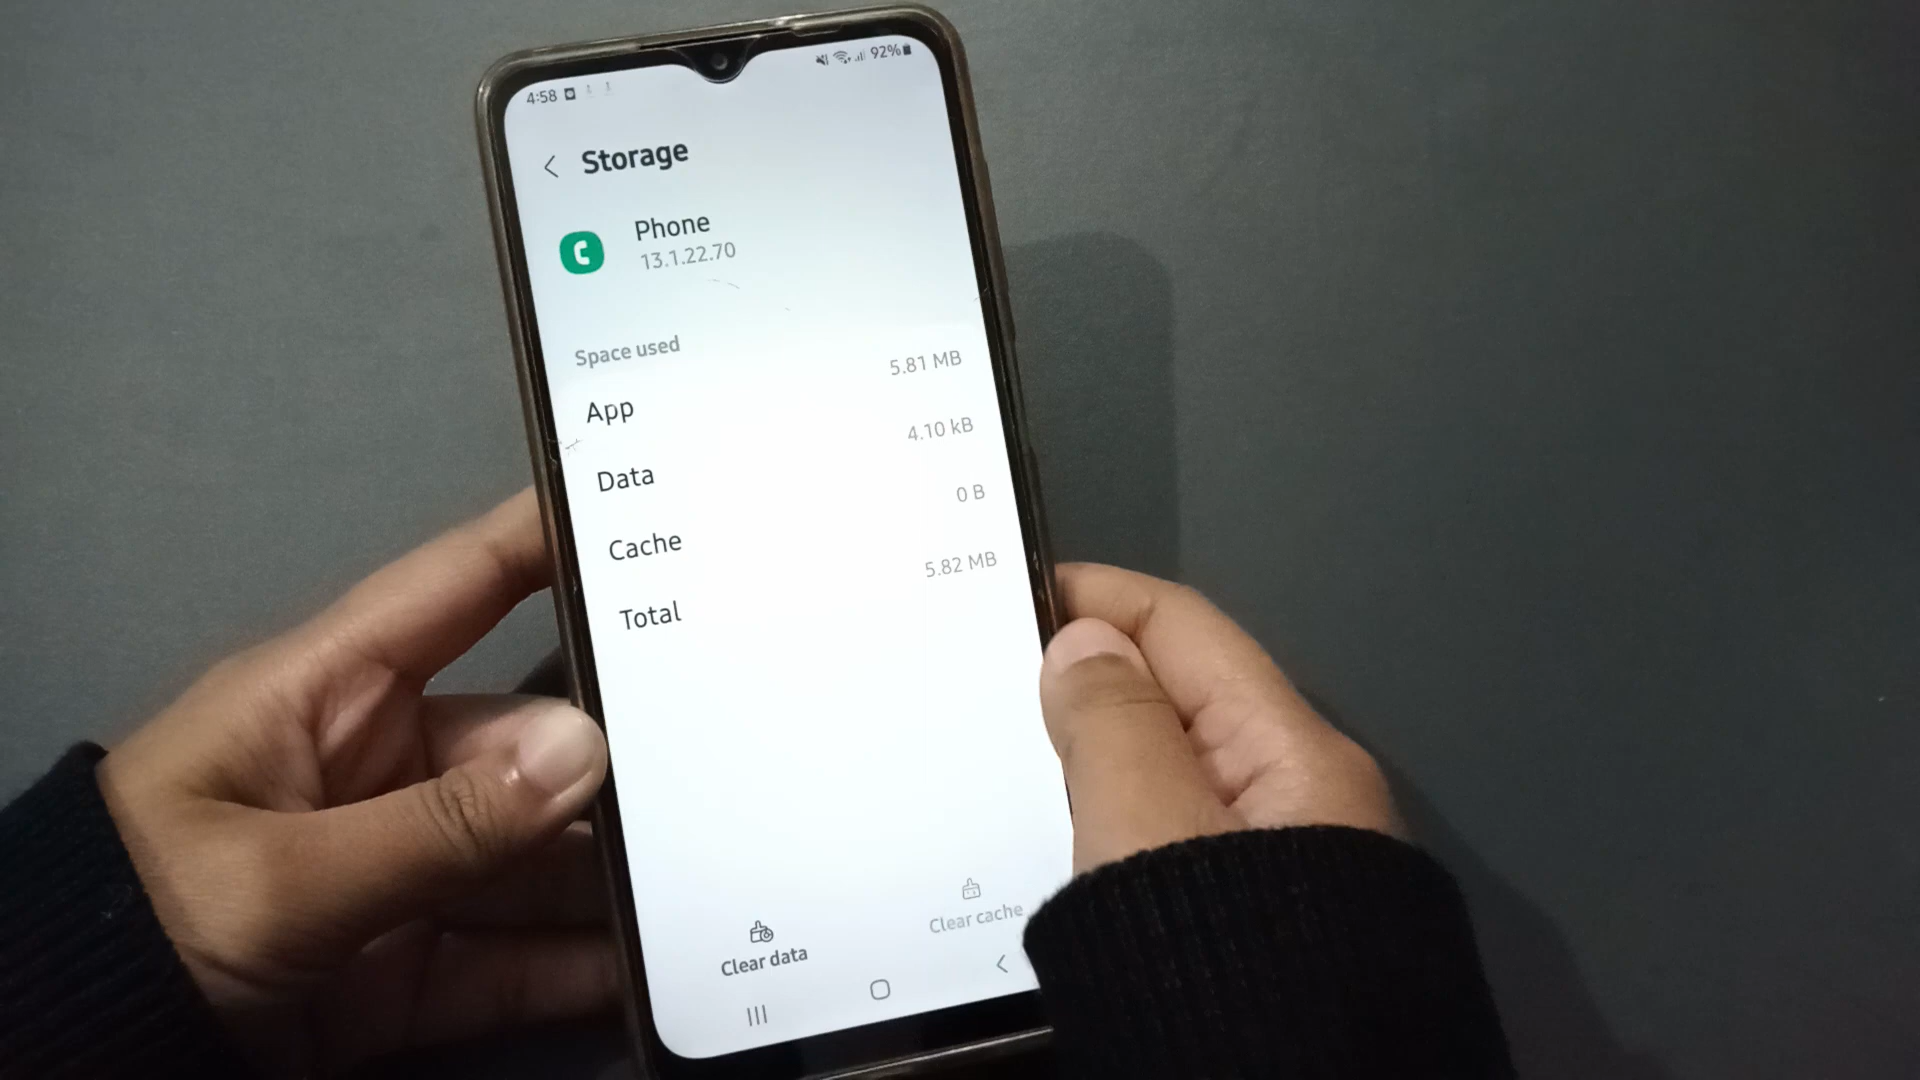 4:58
92%
Storage
Phone
13.1.22.70
Space used
App 5.81 MB
Data 4.10 kB
Cache 0 B
Total 5.82 MB
Clear data
Clear cache